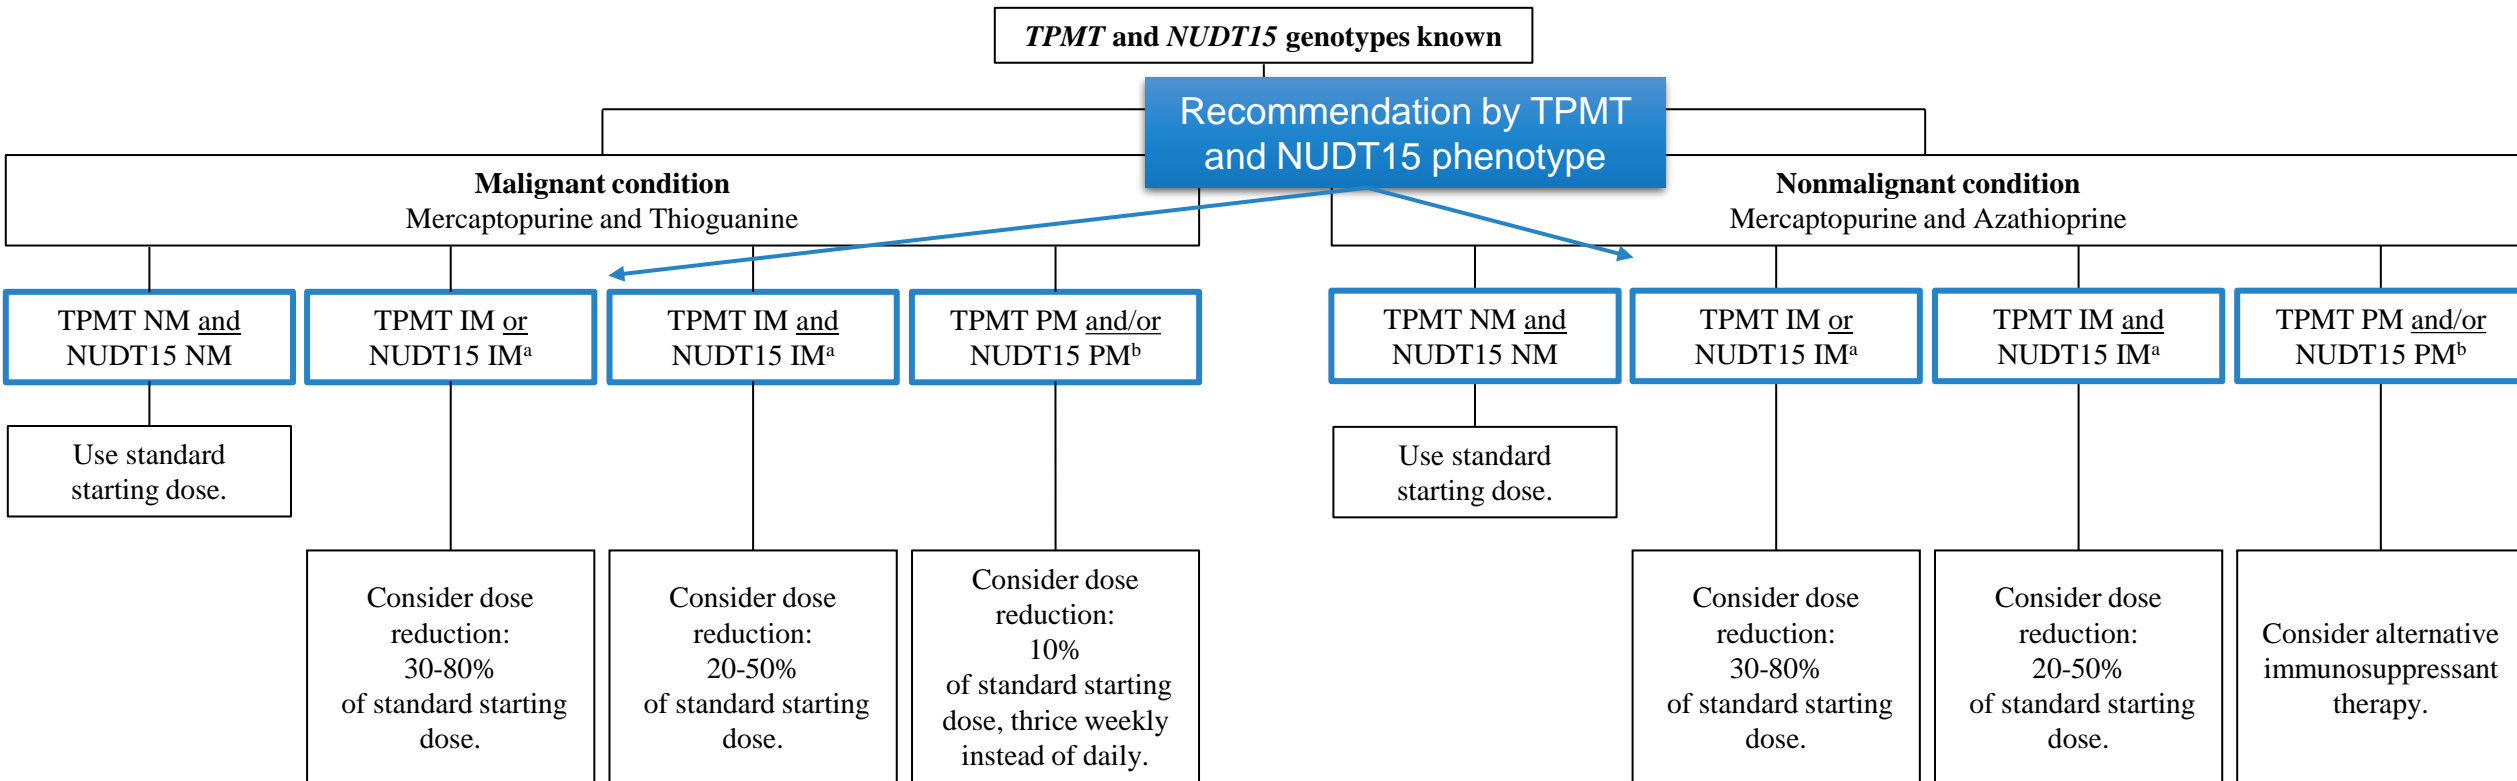 TPMT and NUDT15 genotypes known
Recommendation by TPMT
and NUDT15 phenotype
Malignant condition
Mercaptopurine and Thioguanine
Nonmalignant condition
Mercaptopurine and Azathioprine
TPMT NM and
NUDT15 NM
TPMT IM or
NUDT15 IMᵃ
TPMT IM and
NUDT15 IMᵃ
TPMT PM and/or
NUDT15 PMᵇ
TPMT NM and
NUDT15 NM
TPMT IM or
NUDT15 IMᵃ
TPMT IM and
NUDT15 IMᵃ
TPMT PM and/or
NUDT15 PMᵇ
Use standard
starting dose.
Use standard
starting dose.
Consider dose
reduction:
30-80%
of standard starting
dose.
Consider dose
reduction:
20-50%
of standard starting
dose.
Consider dose
reduction:
10%
of standard starting
dose, thrice weekly
instead of daily.
Consider dose
reduction:
30-80%
of standard starting
dose.
Consider dose
reduction:
20-50%
of standard starting
dose.
Consider alternative
immunosuppressant
therapy.